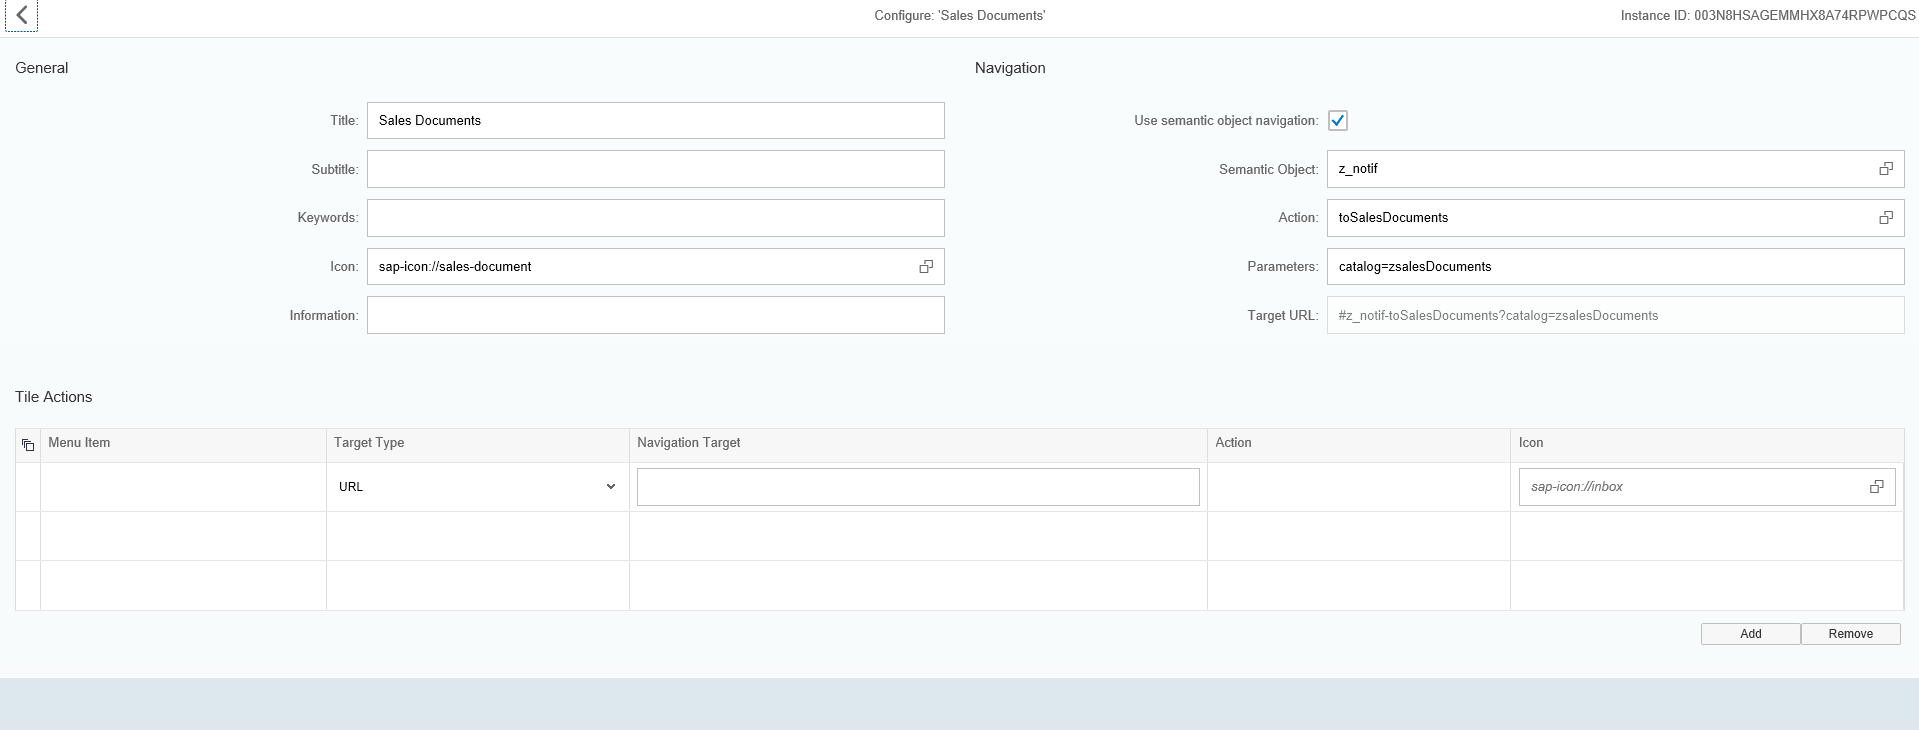 Configure: 'Sales Documents'
Instance ID: 003N8HSAGEMMHX8A74RPWPCQS
General
Title: Sales Documents
Subtitle:
Keywords:
Icon: sap-icon://sales-document
Information:
Navigation
Use semantic object navigation:
Semantic Object: z_notif
Action: toSalesDocuments
Parameters: catalog=zsalesDocuments
Target URL: #z_notif-toSalesDocuments?catalog=zsalesDocuments
Tile Actions
Menu Item Target Type Navigation Target Action Icon
URL sap-icon://inbox
Add Remove